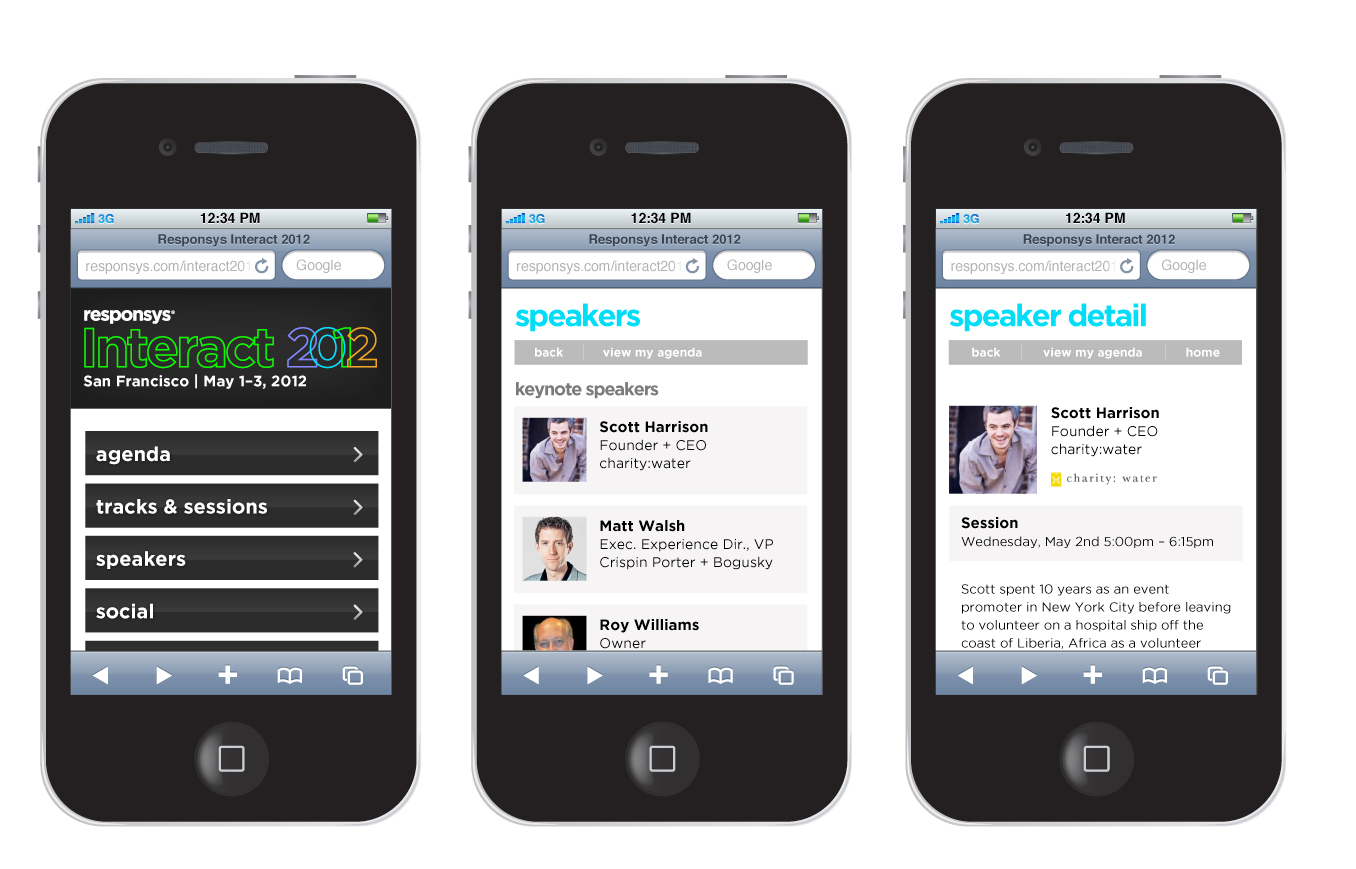 3G 12:34 PM
Responsys Interact 2012
responsys.com/interact201 Google
responsys®
Interact 2012
San Francisco | May 1–3, 2012
agenda
tracks & sessions
speakers
social
3G 12:34 PM
Responsys Interact 2012
responsys.com/interact201 Google
speakers
back view my agenda
keynote speakers
Scott Harrison
Founder + CEO
charity:water
Matt Walsh
Exec. Experience Dir., VP
Crispin Porter + Bogusky
Roy Williams
Owner
3G 12:34 PM
Responsys Interact 2012
responsys.com/interact201 Google
speaker detail
back view my agenda home
Scott Harrison
Founder + CEO
charity:water
charity: water
Session
Wednesday, May 2nd 5:00pm – 6:15pm
Scott spent 10 years as an event
promoter in New York City before leaving
to volunteer on a hospital ship off the
coast of Liberia, Africa as a volunteer